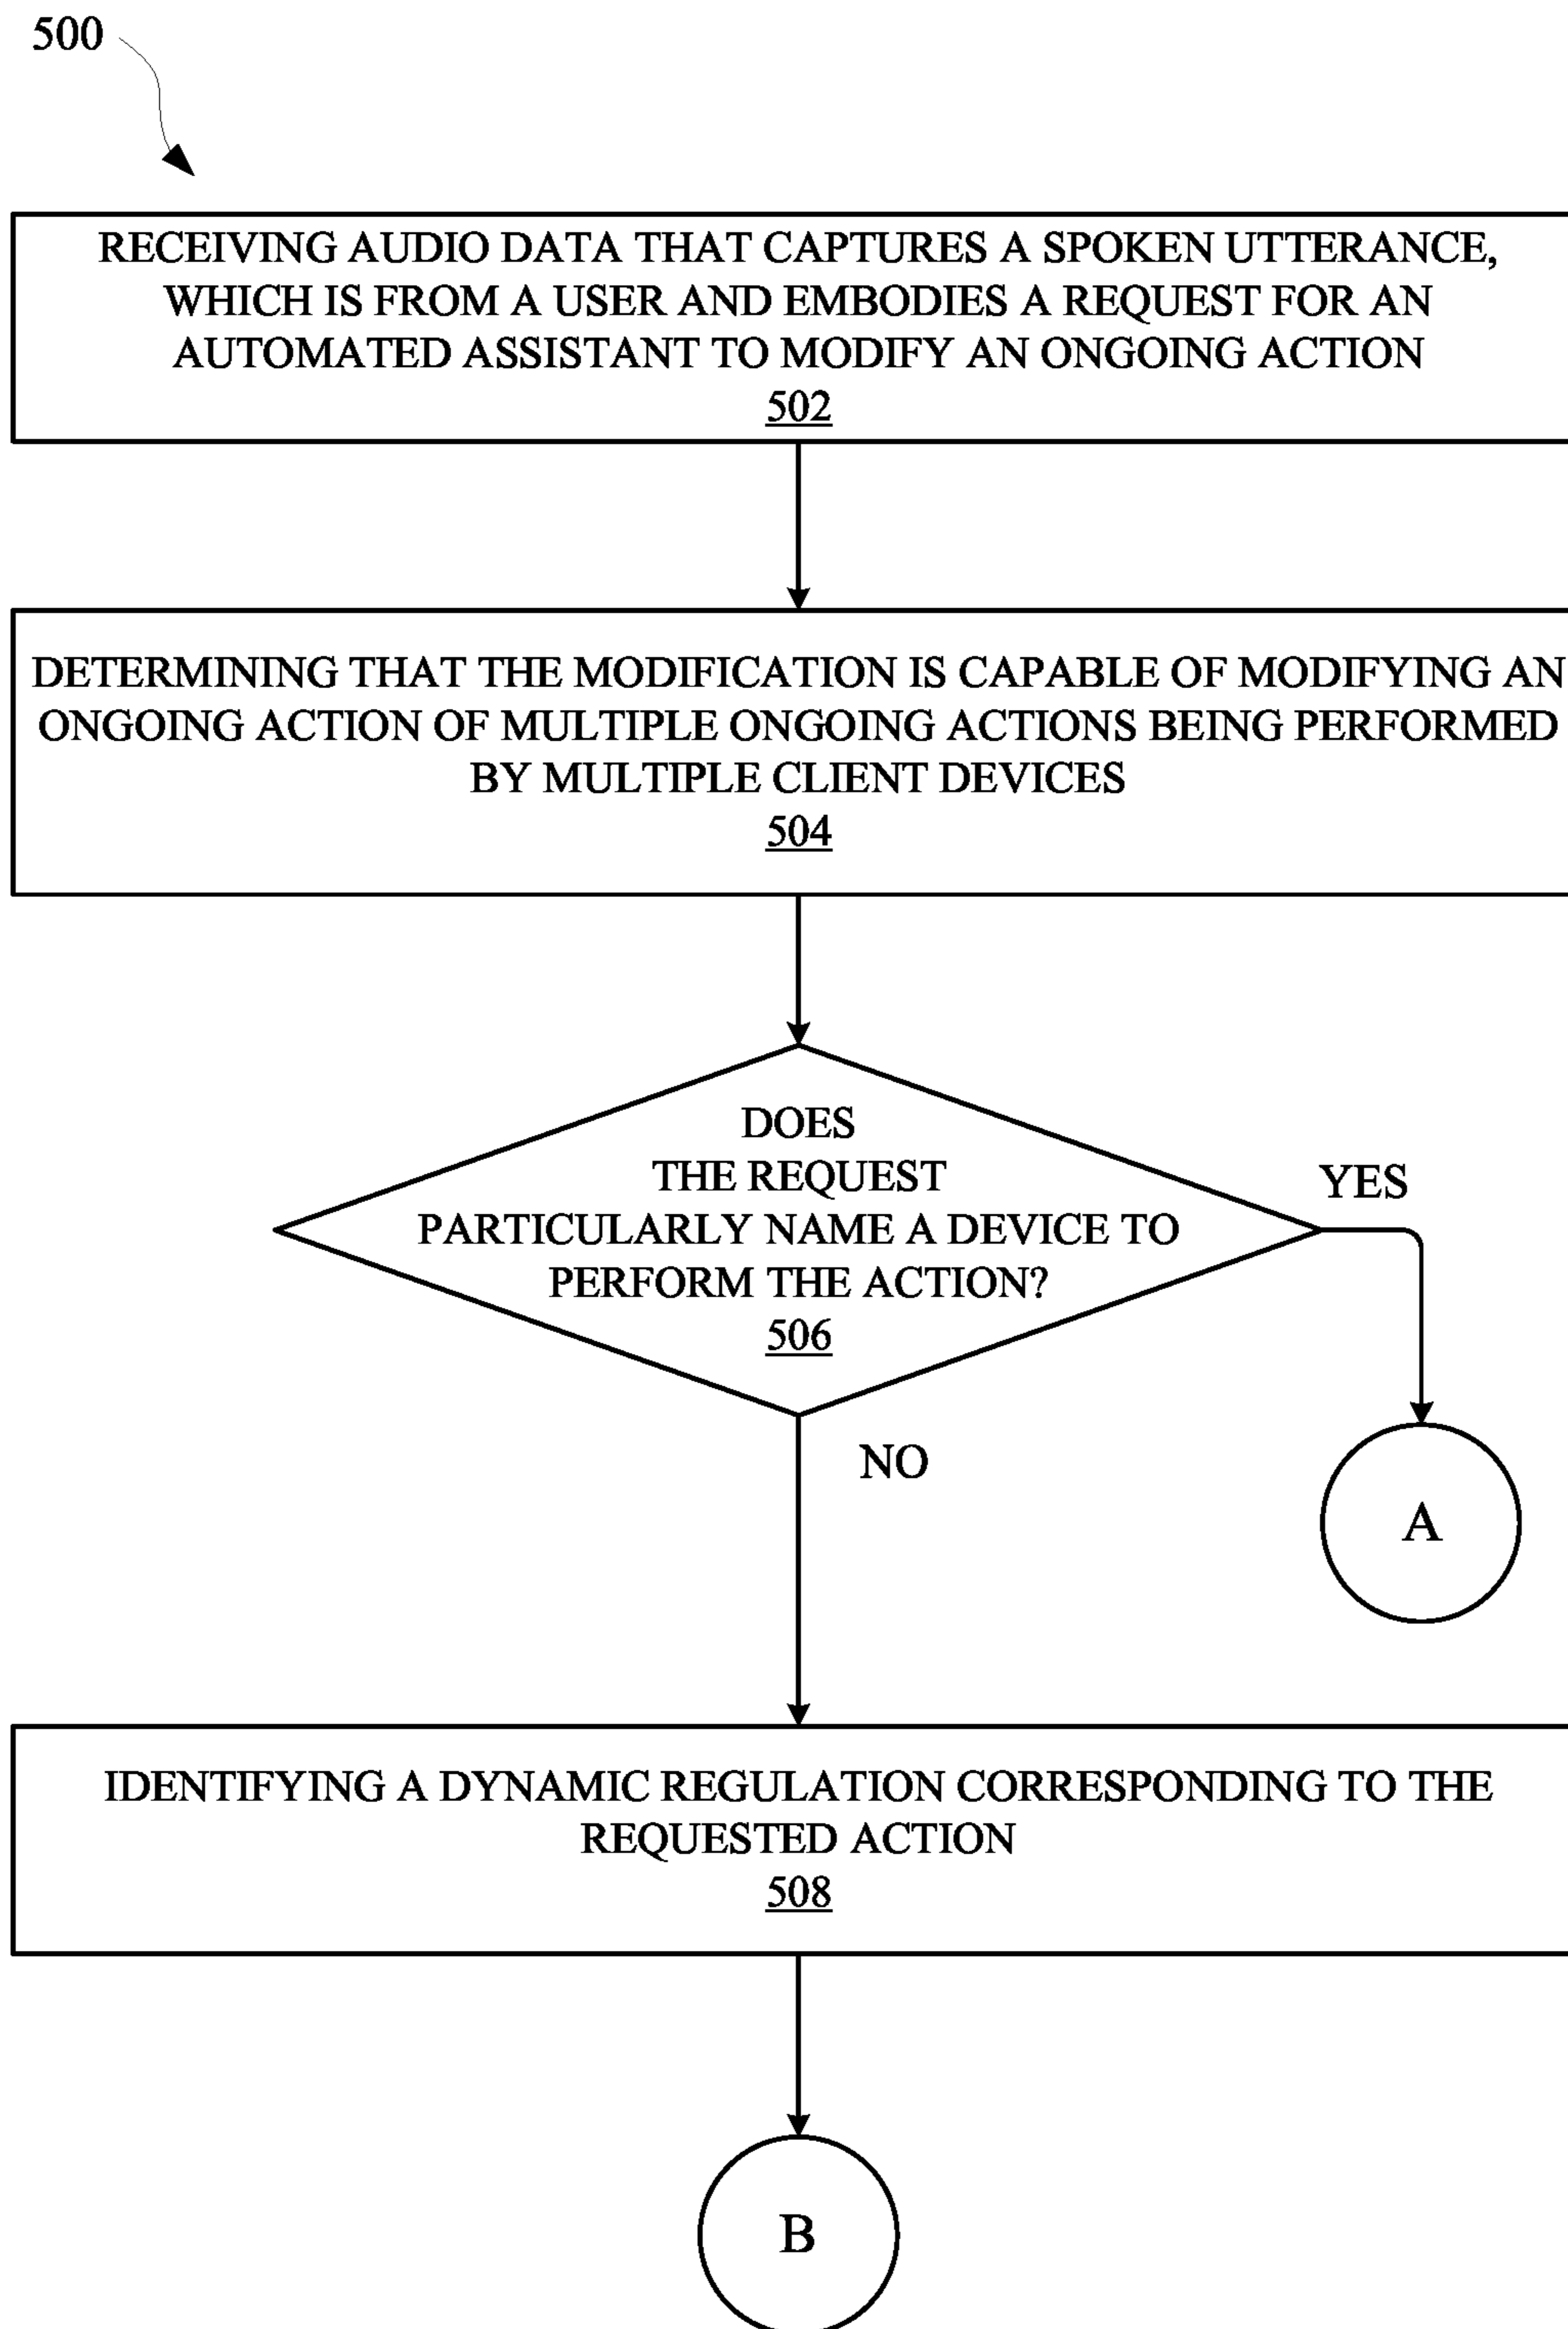 500
RECEIVING AUDIO DATA THAT CAPTURES A SPOKEN UTTERANCE,
WHICH IS FROM A USER AND EMBODIES A REQUEST FOR AN
AUTOMATED ASSISTANT TO MODIFY AN ONGOING ACTION
502
DETERMINING THAT THE MODIFICATION IS CAPABLE OF MODIFYING AN
ONGOING ACTION OF MULTIPLE ONGOING ACTIONS BEING PERFORMED
BY MULTIPLE CLIENT DEVICES
504
DOES
THE REQUEST
PARTICULARLY NAME A DEVICE TO
PERFORM THE ACTION?
506
YES
NO
A
IDENTIFYING A DYNAMIC REGULATION CORRESPONDING TO THE
REQUESTED ACTION
508
B